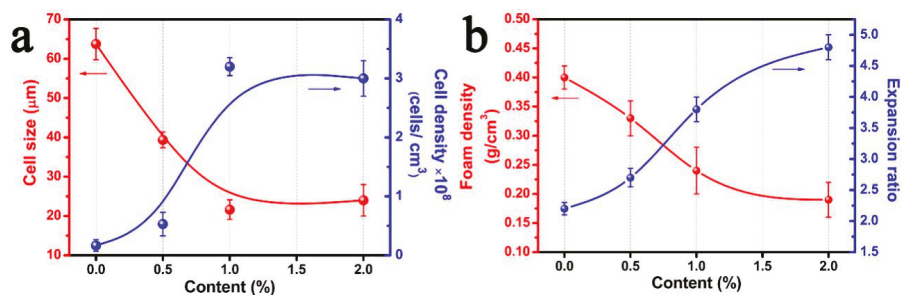 a
70
60
50
40
30
20
10
Cell size (μm)
0.0 0.5 1.0 1.5 2.0
Content (%)
4
3
2
1
0
Cell density ×10⁸
(cells/ cm³)
b
0.50
0.45
0.40
0.35
0.30
0.25
0.20
0.15
0.10
Foam density
(g/cm³)
0.0 0.5 1.0 1.5 2.0
Content (%)
5.0
4.5
4.0
3.5
3.0
2.5
2.0
1.5
Expansion ratio